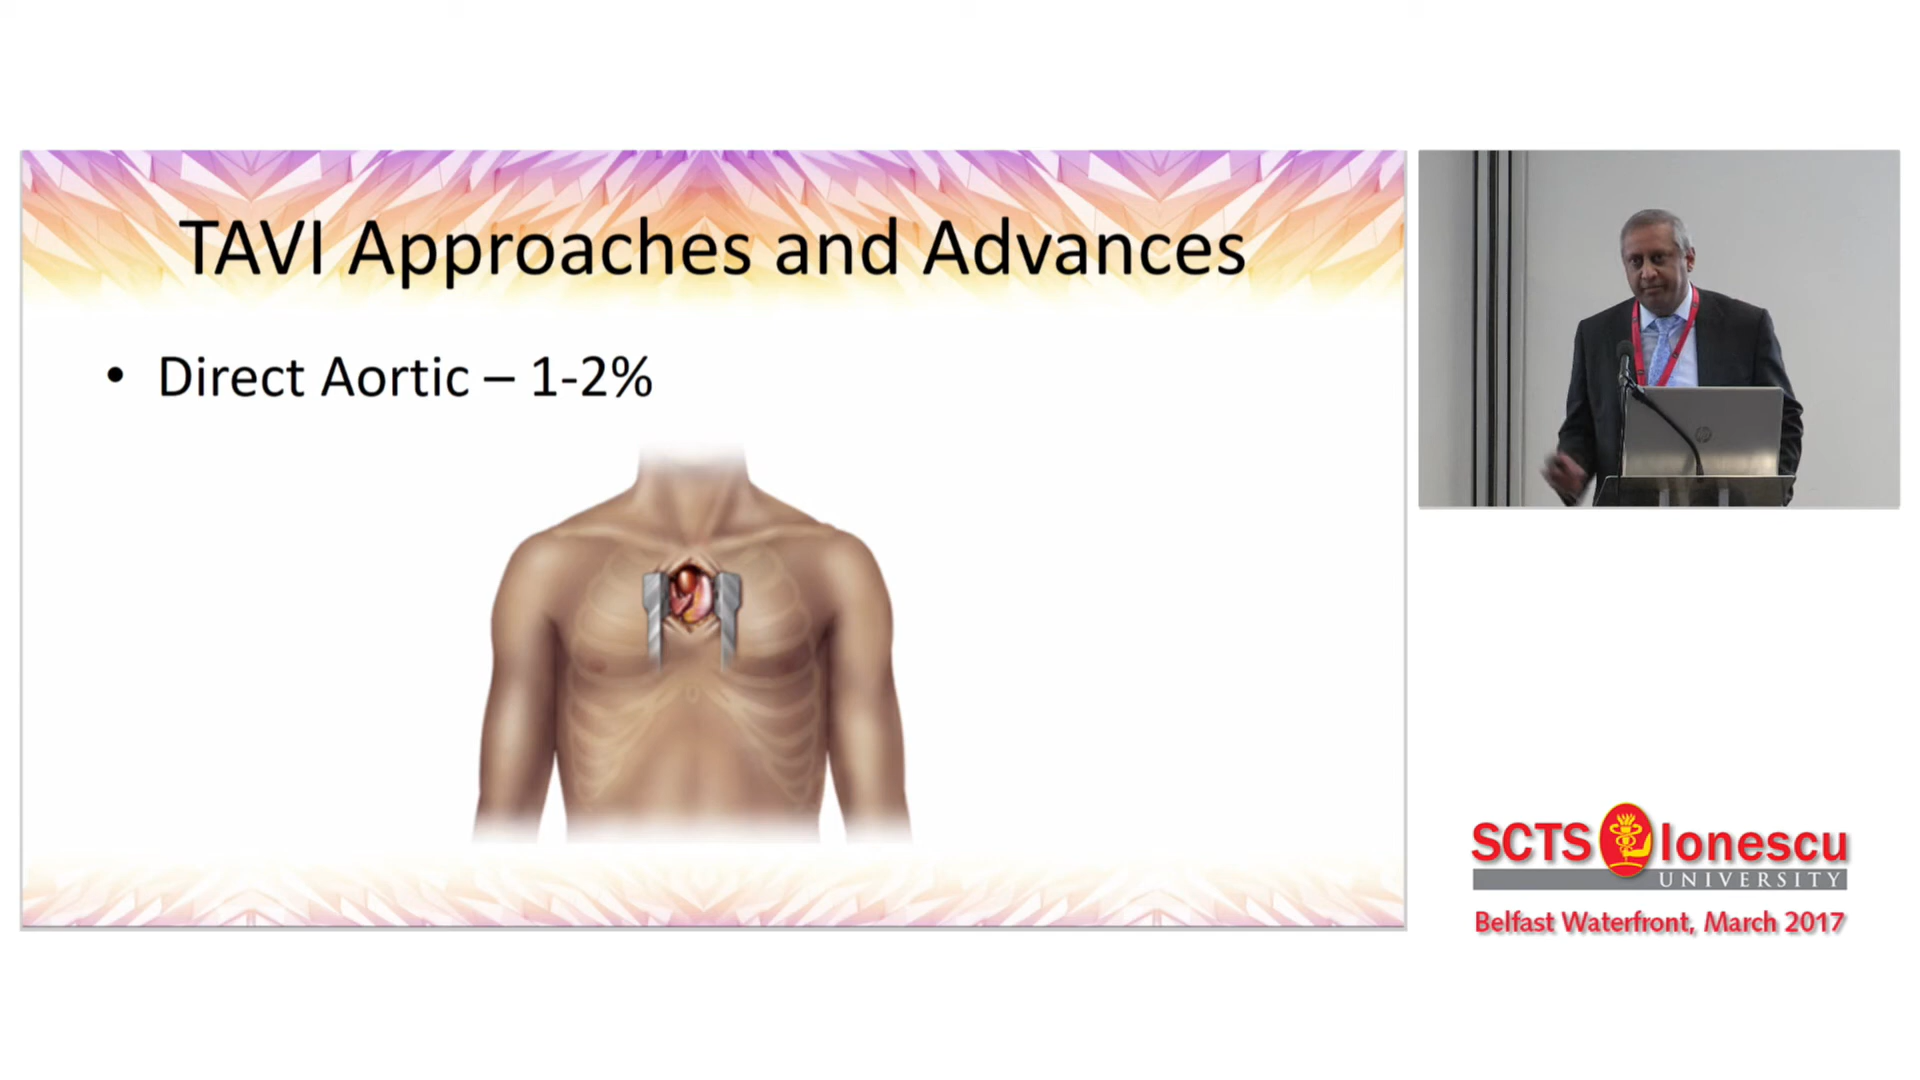 TAVI Approaches and Advances
• Direct Aortic – 1-2%
SCTS Ionescu
UNIVERSITY
Belfast Waterfront, March 2017